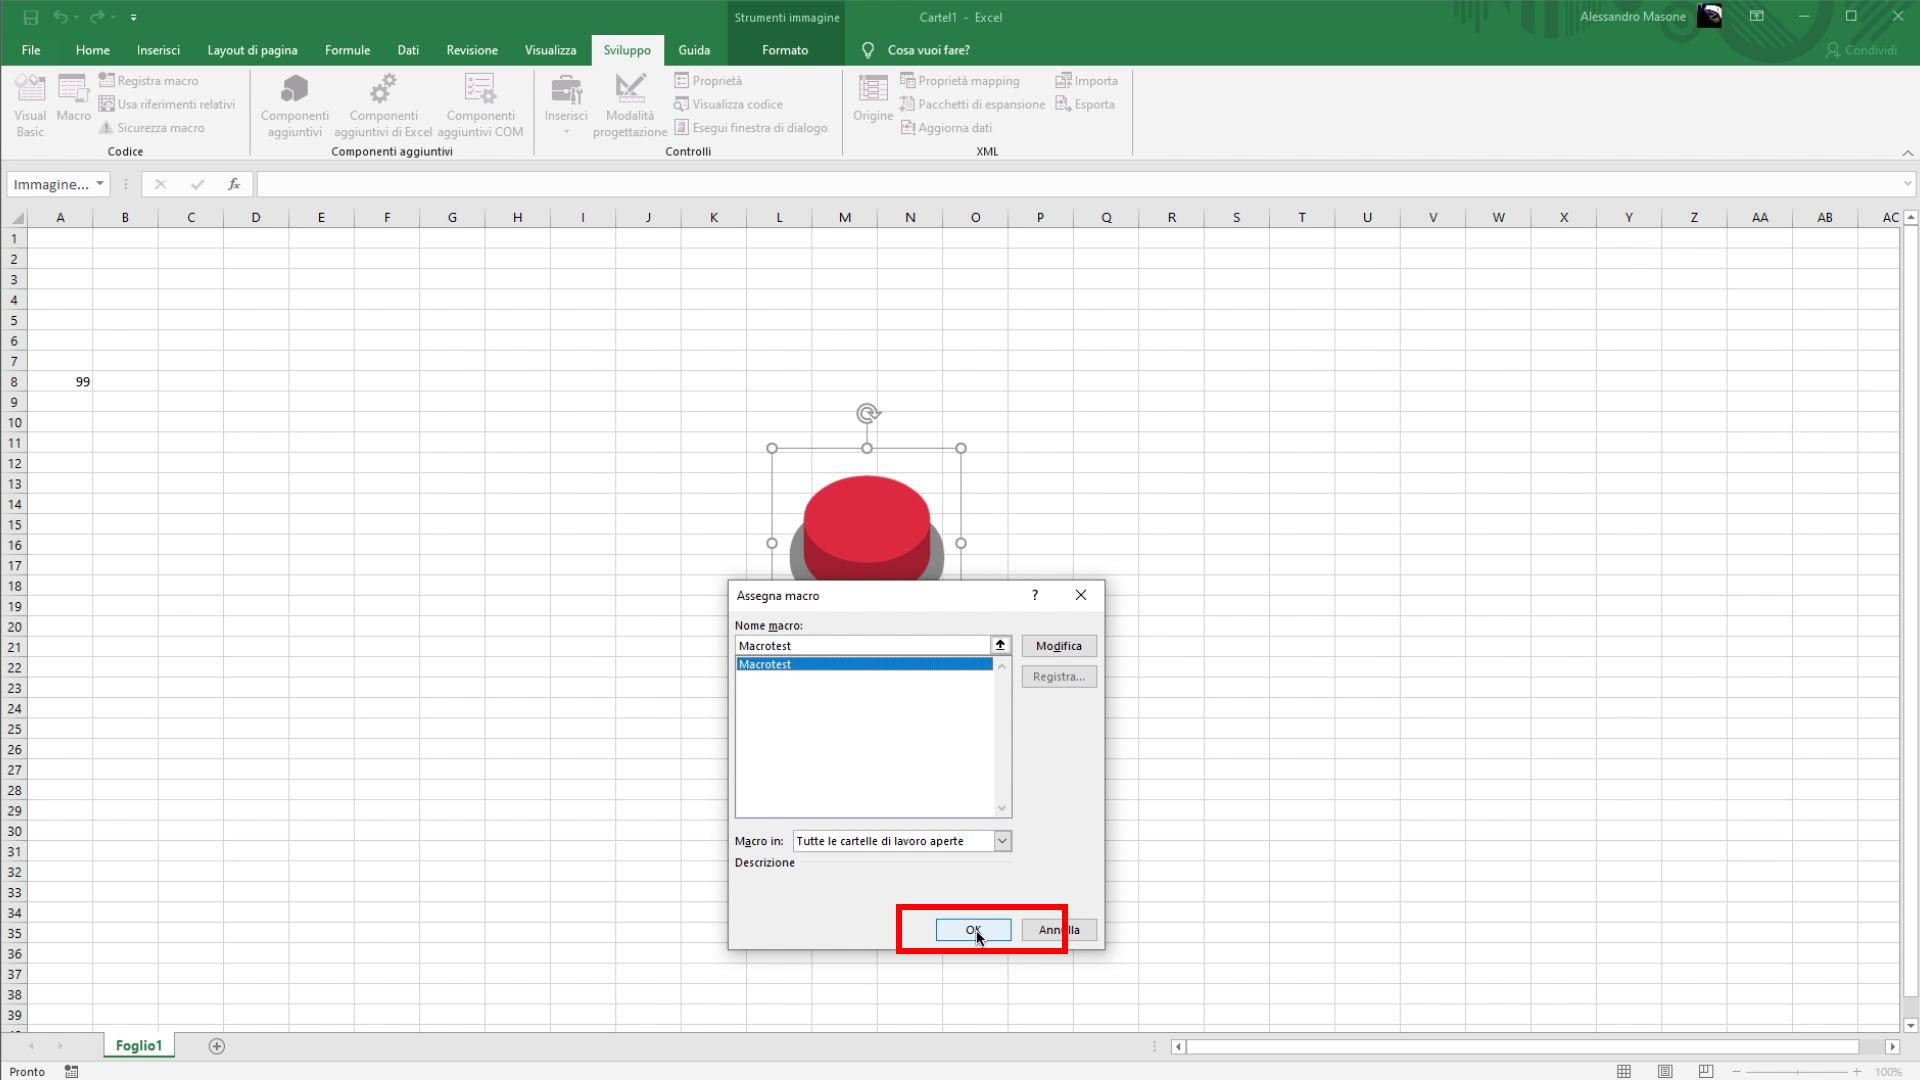 Strumenti immagine
Cartel1 - Excel
Alessandro Masone
File Home Inserisci Layout di pagina Formule Dati Revisione Visualizza Sviluppo Guida Formato Cosa vuoi fare? Condividi
Visual Basic
Macro
Registra macro
Usa riferimenti relativi
Sicurezza macro
Codice
Componenti aggiuntivi
Componenti aggiuntivi di Excel
Componenti aggiuntivi COM
Componenti aggiuntivi
Inserisci
Modalità progettazione
Proprietà
Visualizza codice
Esegui finestra di dialogo
Controlli
Origine
Proprietà mapping
Pacchetti di espansione
Aggiorna dati
Importa
Esporta
XML
Immagine... fx
A B C D E F G H I J K L M N O P Q R S T U V W X Y Z AA AB AC
1
2
3
4
5
6
7
8 99
9
10
11
12
13
14
15
16
17
18
19
20
21
22
23
24
25
26
27
28
29
30
31
32
33
34
35
36
37
38
39
Assegna macro ?
Nome macro:
Macrotest
Modifica
Macrotest
Registra...
Macro in: Tutte le cartelle di lavoro aperte
Descrizione
OK Annulla
Foglio1
Pronto 100%